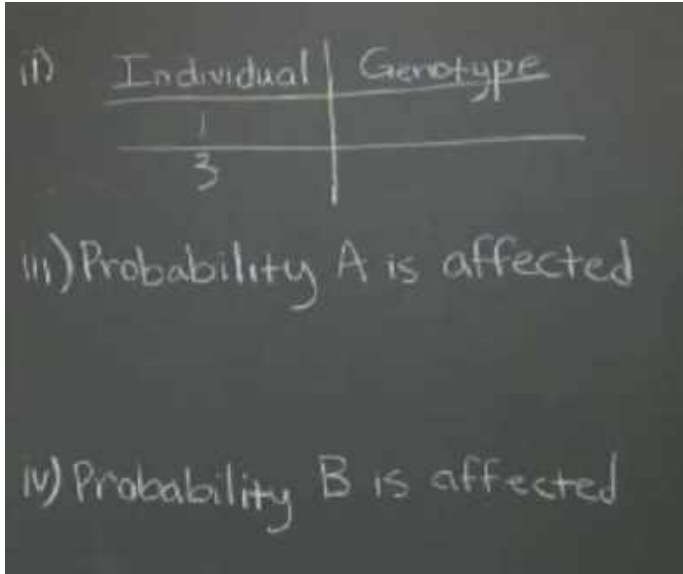 ii) Individual | Genotype
1
3
iii) Probability A is affected
iv) Probability B is affected